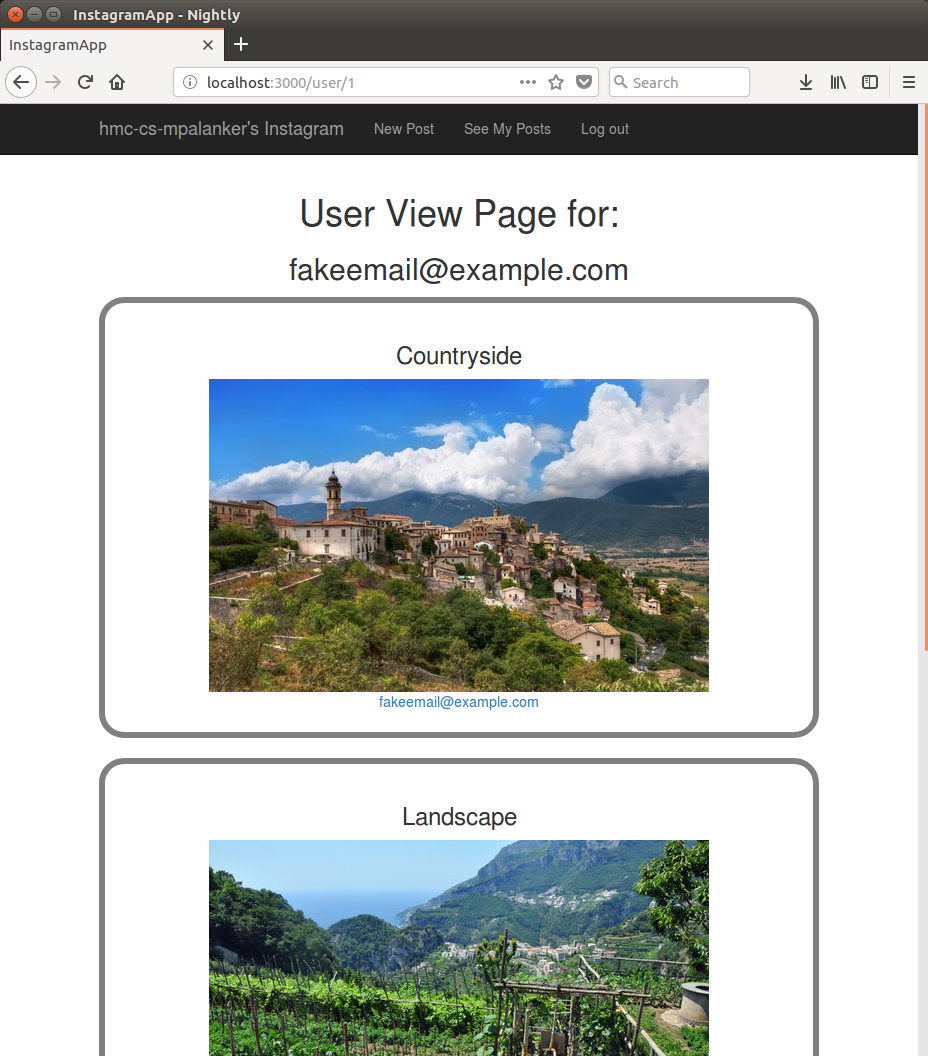 InstagramApp - Nightly
InstagramApp
localhost:3000/user/1
Search
hmc-cs-mpalanker's Instagram New Post See My Posts Log out
User View Page for:
fakeemail@example.com
Countryside
fakeemail@example.com
Landscape